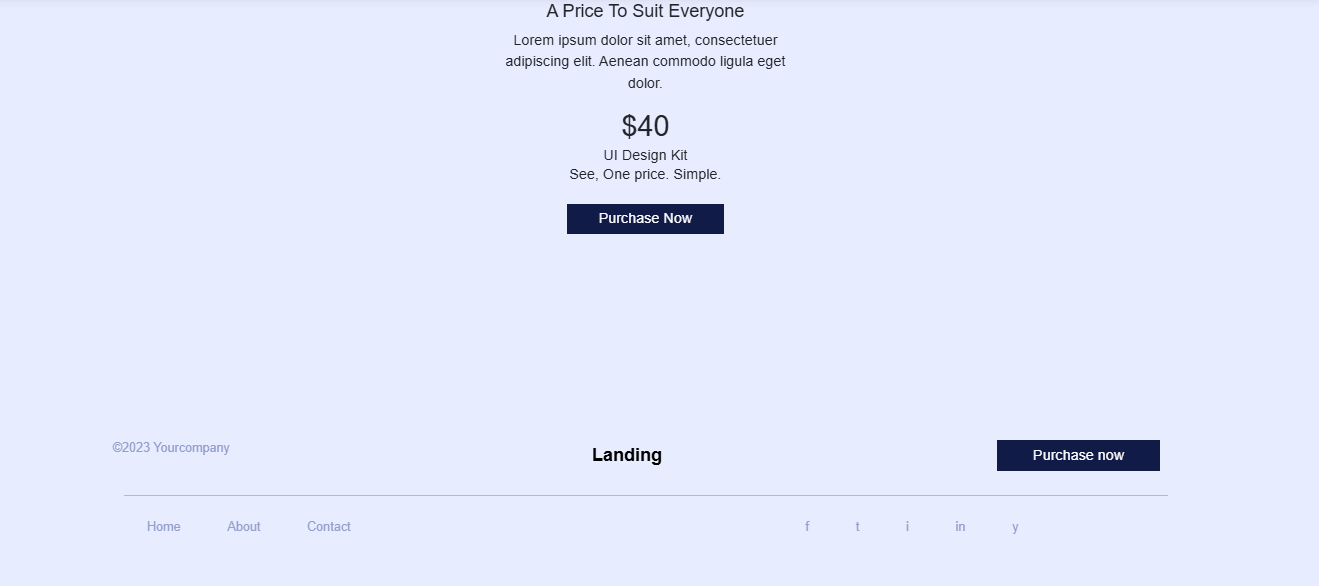 A Price To Suit Everyone
Lorem ipsum dolor sit amet, consectetuer
adipiscing elit. Aenean commodo ligula eget
dolor.
$40
UI Design Kit
See, One price. Simple.
Purchase Now
©2023 Yourcompany
Landing
Purchase now
Home About Contact
f t i in y